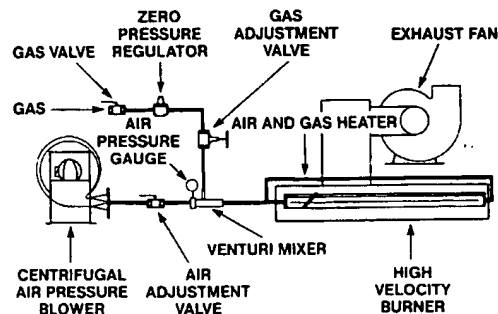 ZERO
PRESSURE
REGULATOR
GAS
ADJUSTMENT
VALVE
EXHAUST FAN
GAS VALVE
GAS
AIR
PRESSURE
GAUGE
AIR AND GAS HEATER
VENTURI MIXER
CENTRIFUGAL
AIR PRESSURE
BLOWER
AIR
ADJUSTMENT
VALVE
HIGH
VELOCITY
BURNER